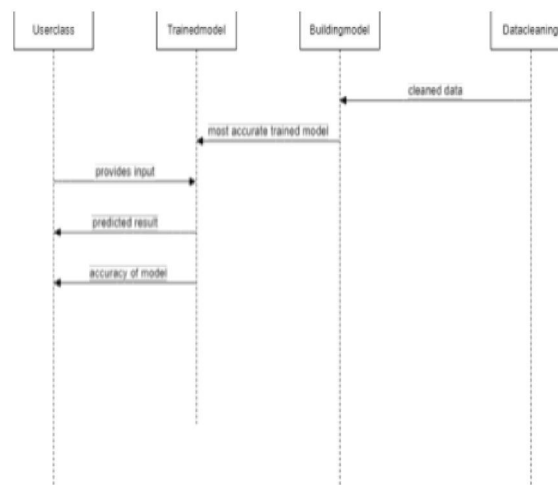 Userclass
Trainedmodel
Buildingmodel
Datacleaning
cleaned data
most accurate trained model
provides input
predicted result
accuracy of model